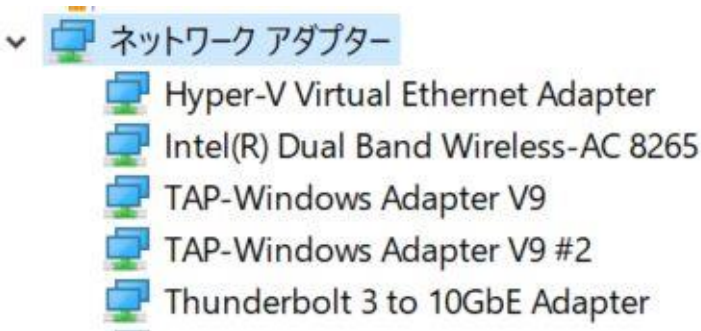 ネットワーク アダプター
Hyper-V Virtual Ethernet Adapter
Intel(R) Dual Band Wireless-AC 8265
TAP-Windows Adapter V9
TAP-Windows Adapter V9 #2
Thunderbolt 3 to 10GbE Adapter